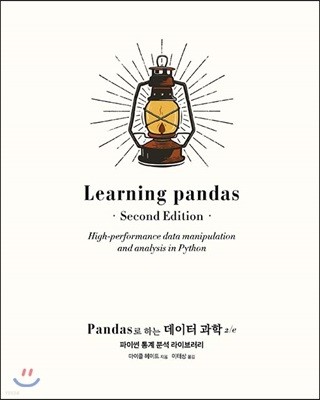 Learning pandas
· Second Edition ·
High-performance data manipulation
and analysis in Python
Pandas로 하는 데이터 과학 2/e
파이썬 통계 분석 라이브러리
마이클 헤이트 지음 이태상 옮김